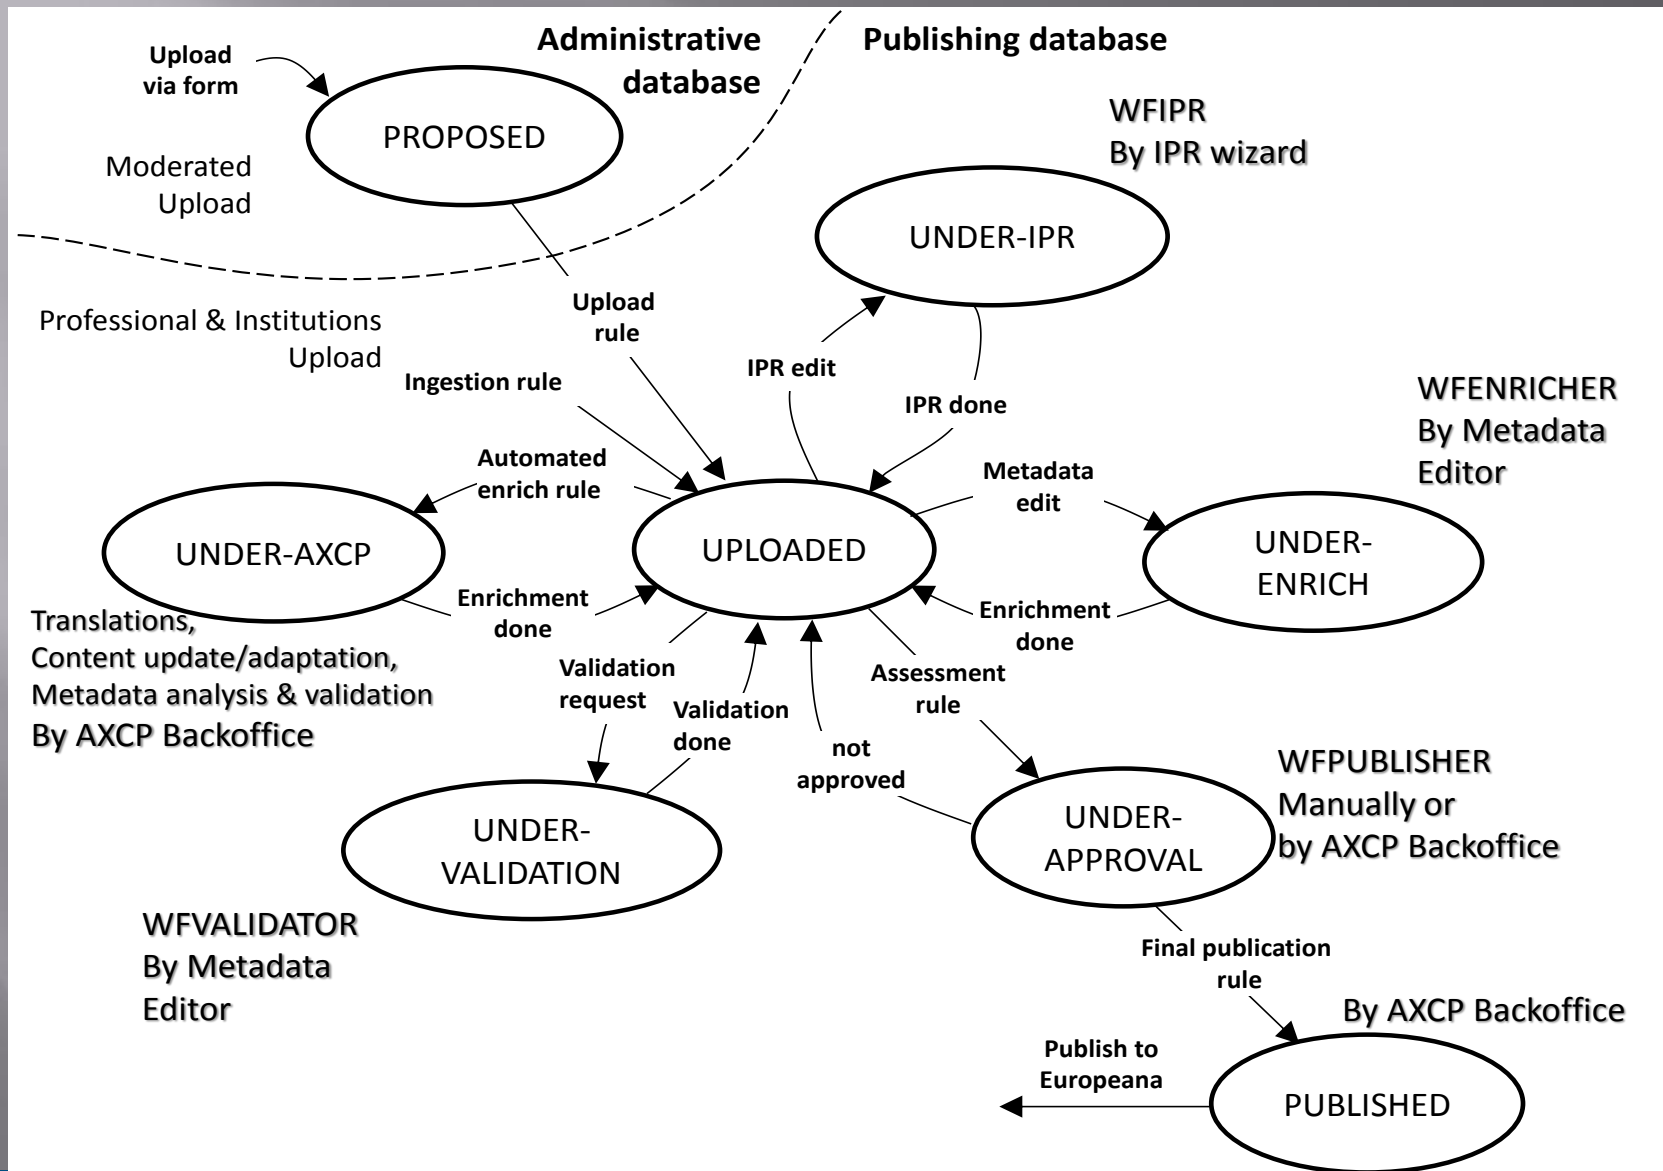 Administrative
database
Publishing database
Upload
via form
PROPOSED
Moderated
Upload
WFIPR
By IPR wizard
UNDER-IPR
Professional & Institutions
Upload
Upload
rule
Ingestion rule
IPR edit
IPR done
WFENRICHER
By Metadata
Editor
Automated
enrich rule
Metadata
edit
UNDER-AXCP
UPLOADED
UNDER-
ENRICH
Enrichment
done
Enrichment
done
Translations,
Content update/adaptation,
Metadata analysis & validation
By AXCP Backoffice
Validation
request
Validation
done
not
approved
Assessment
rule
UNDER-
VALIDATION
UNDER-
APPROVAL
WFPUBLISHER
Manually or
by AXCP Backoffice
WFVALIDATOR
By Metadata
Editor
Final publication
rule
By AXCP Backoffice
Publish to
Europeana
PUBLISHED